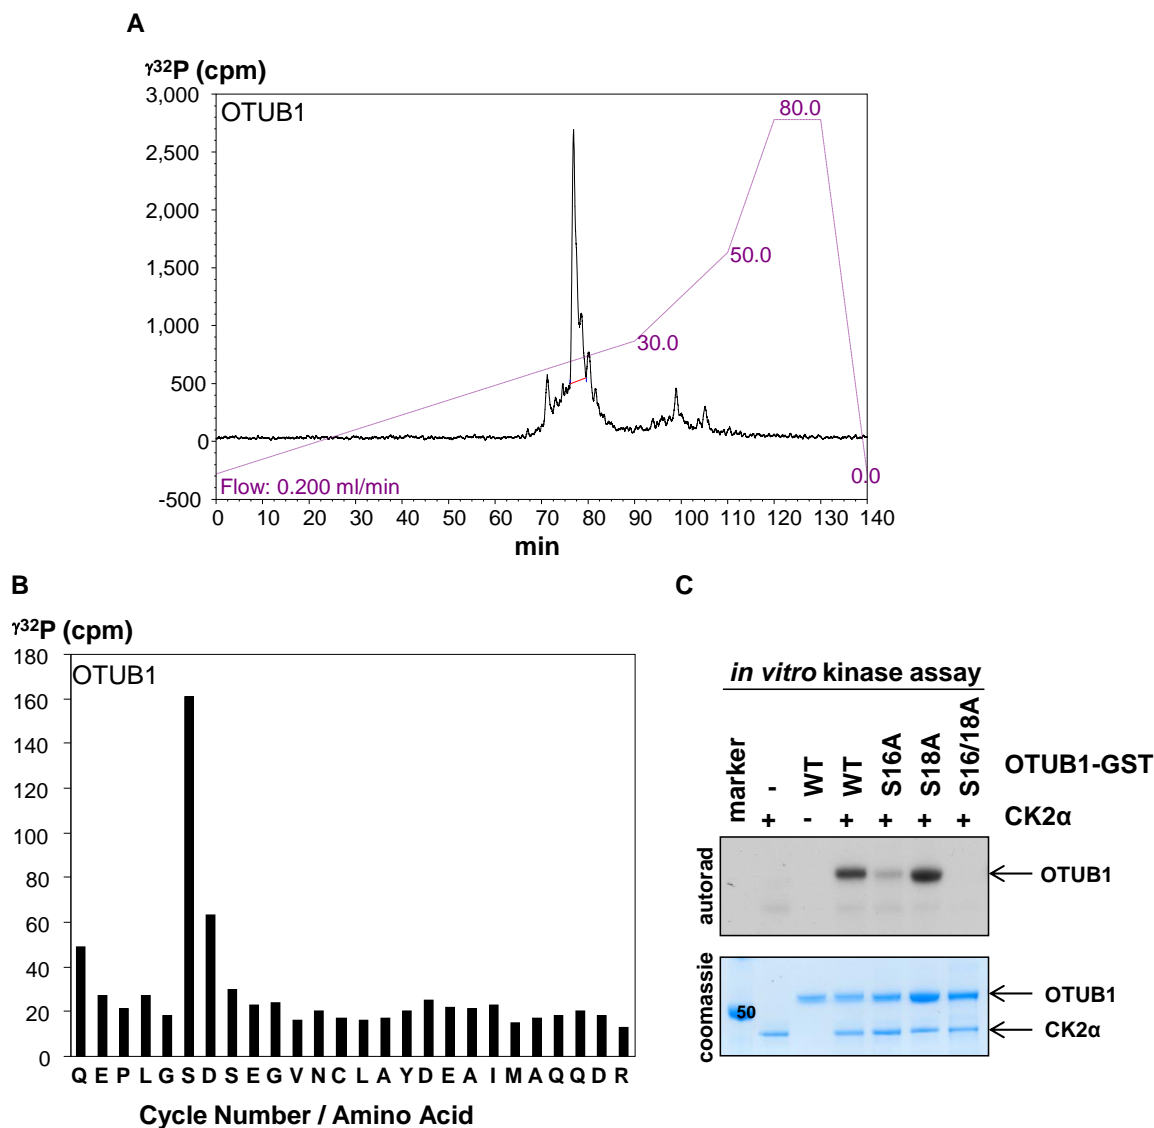 A
γ32P (cpm)
OTUB1
3,000
2,500
2,000
1,500
1,000
500
0
-500
80.0
50.0
30.0
0.0
Flow: 0.200 ml/min
0 10 20 30 40 50 60 70 80 90 100 110 120 130 140
min
B
γ32P (cpm)
OTUB1
180
160
140
120
100
80
60
40
20
0
Q E P L G S D S E G V N C L A Y D E A I M A Q Q D R
Cycle Number / Amino Acid
C
in vitro kinase assay
marker - WT WT S16A S18A S16/18A OTUB1-GST
+ - + + + + CK2α
autorad
OTUB1
coomassie
50
OTUB1
CK2α